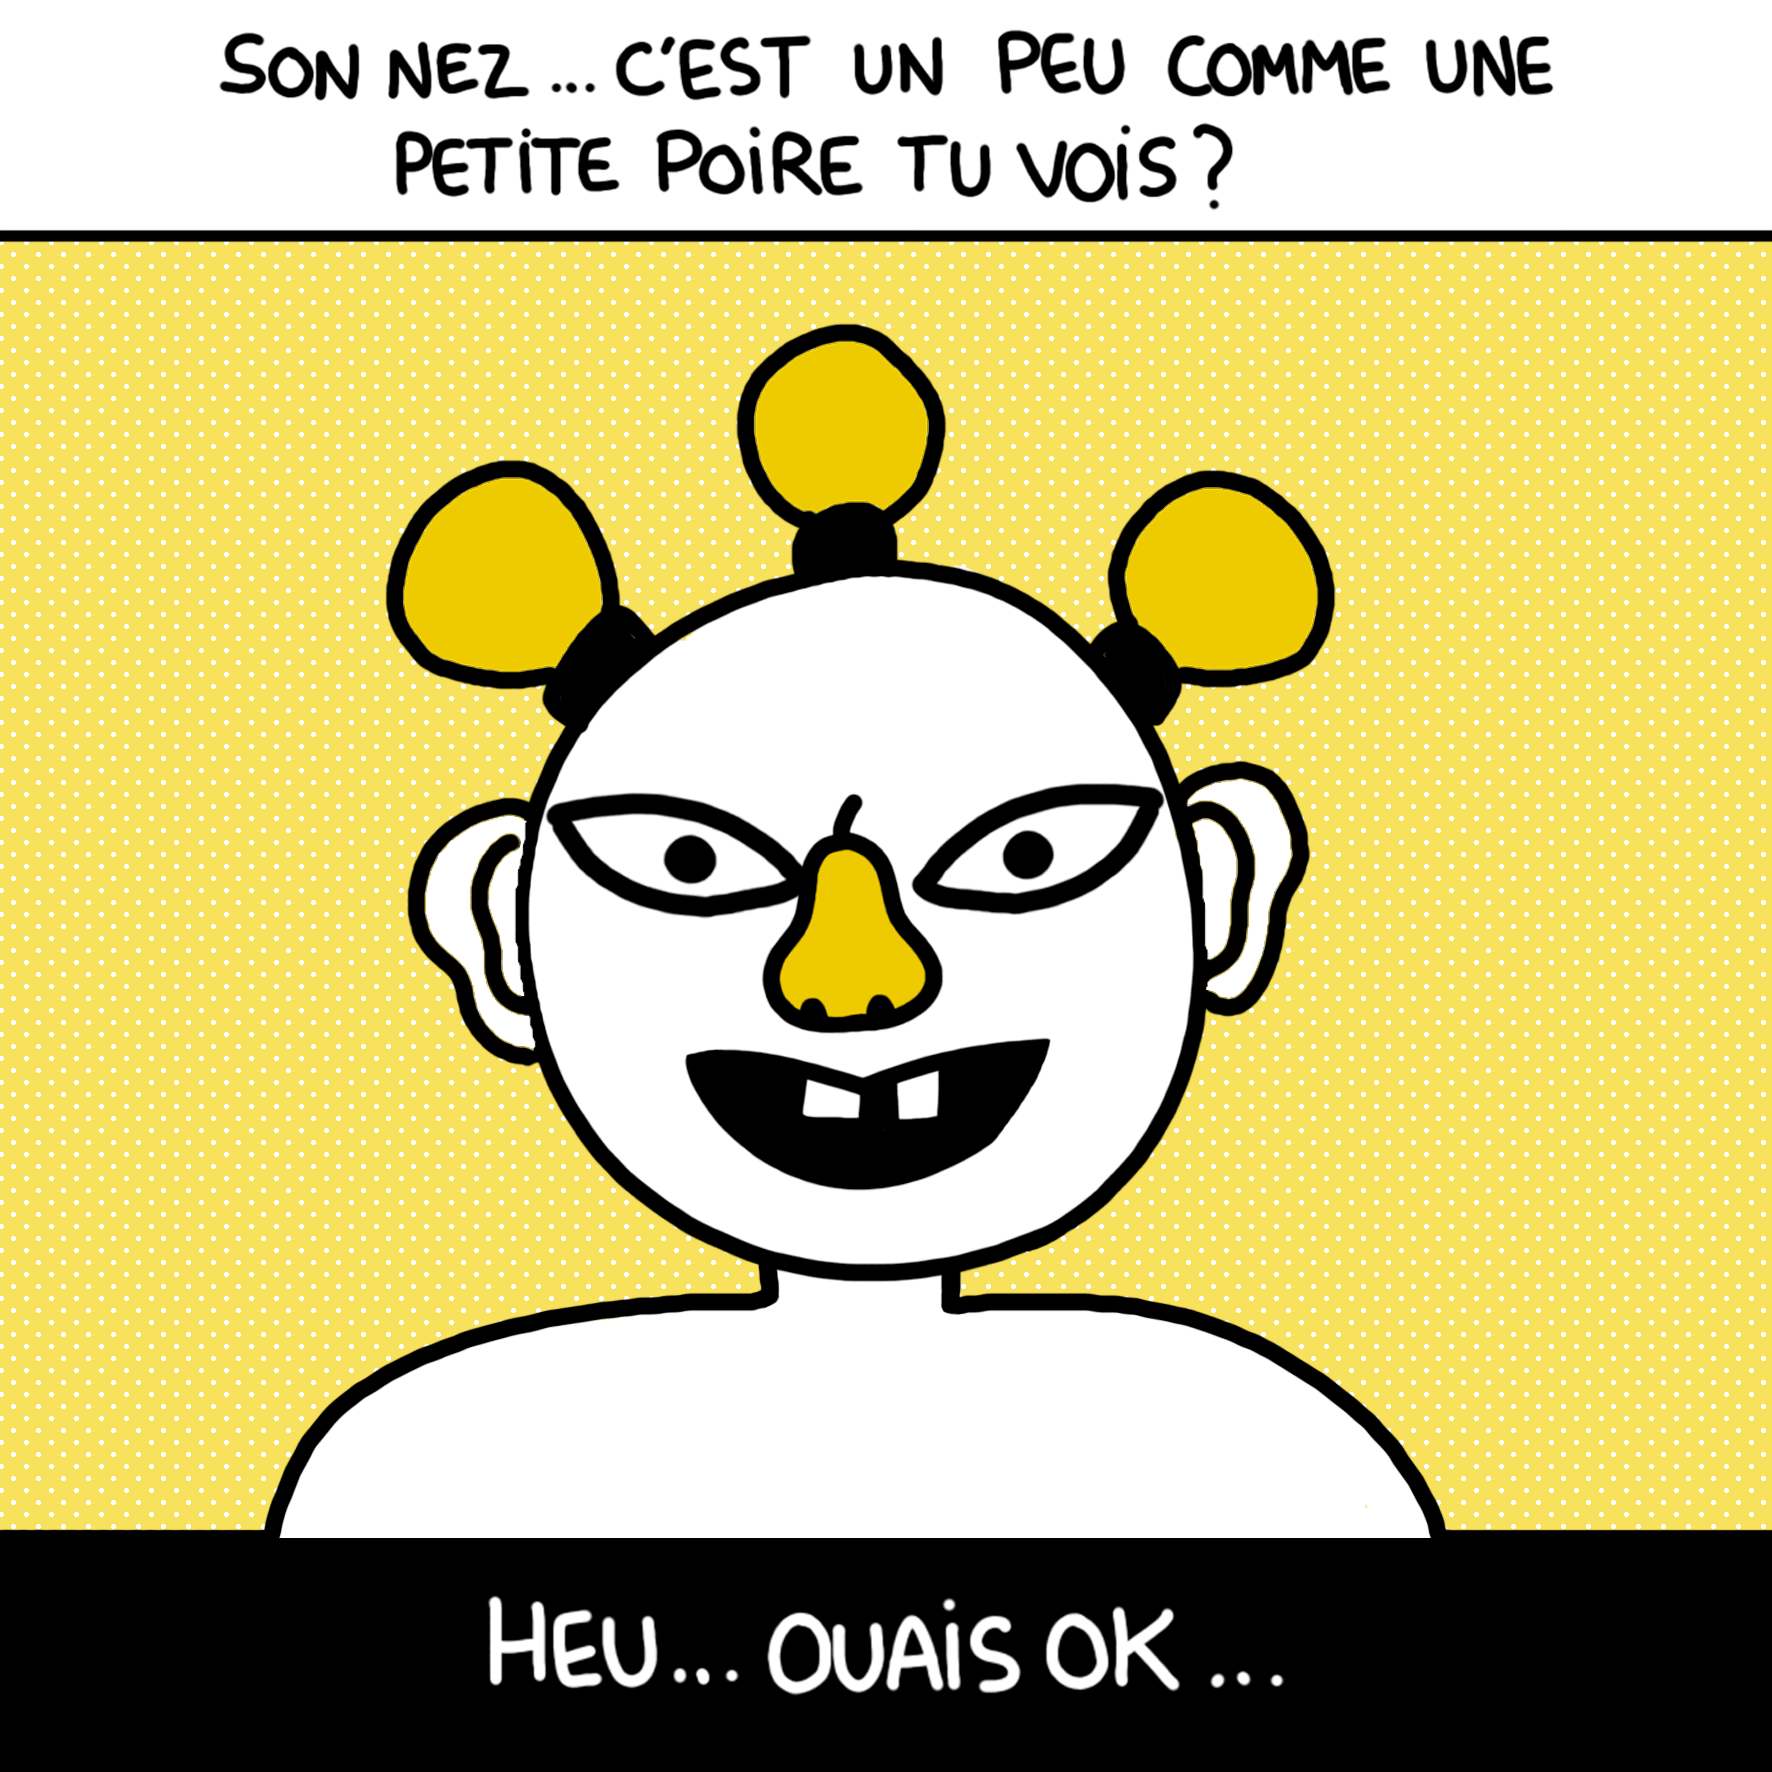 SON NEZ... C'EST UN PEU COMME UNE
PETITE POIRE TU VOIS?
HEU... OUAIS OK...